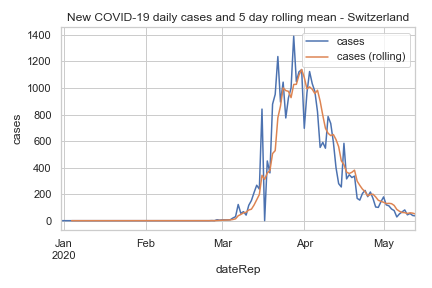 New COVID-19 daily cases and 5 day rolling mean - Switzerland
1400
1200
1000
800
600
400
200
0
cases
cases
cases (rolling)
Jan
2020
Feb
Mar
Apr
May
dateRep